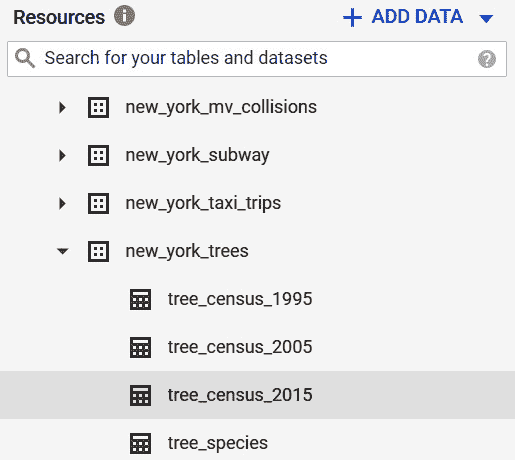 Resources
+ ADD DATA
Search for your tables and datasets
new_york_mv_collisions
new_york_subway
new_york_taxi_trips
new_york_trees
tree_census_1995
tree_census_2005
tree_census_2015
tree_species